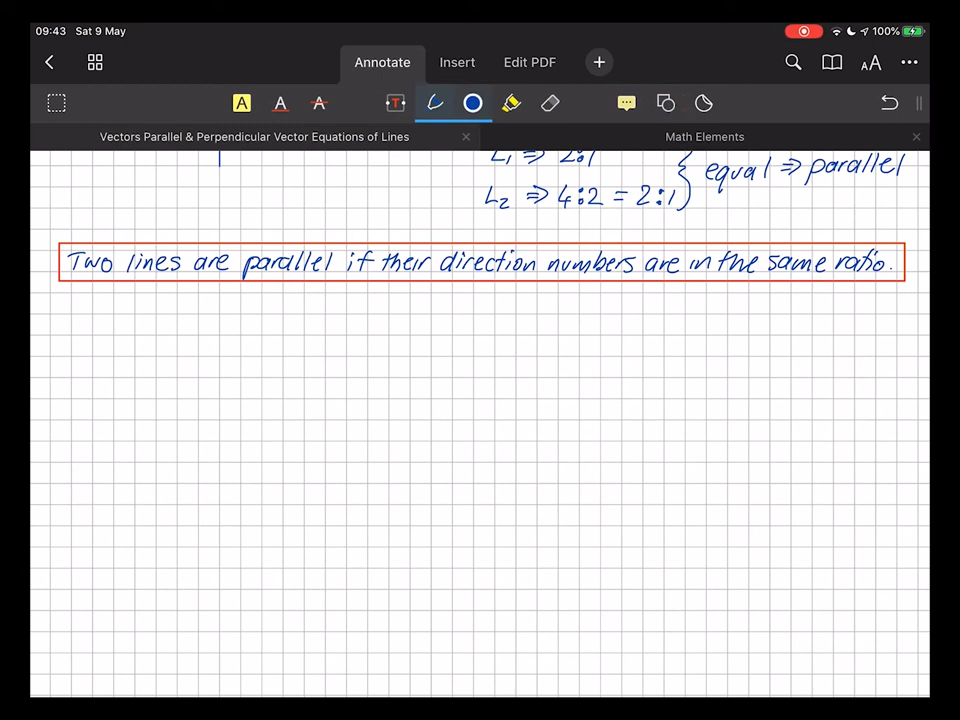 09:43 Sat 9 May 100%
Annotate Insert Edit PDF
Vectors Parallel & Perpendicular Vector Equations of Lines Math Elements
L₁ ⇒ 2:1
L₂ ⇒ 4:2 = 2:1 } equal ⇒ parallel
Two lines are parallel if their direction numbers are in the same ratio.